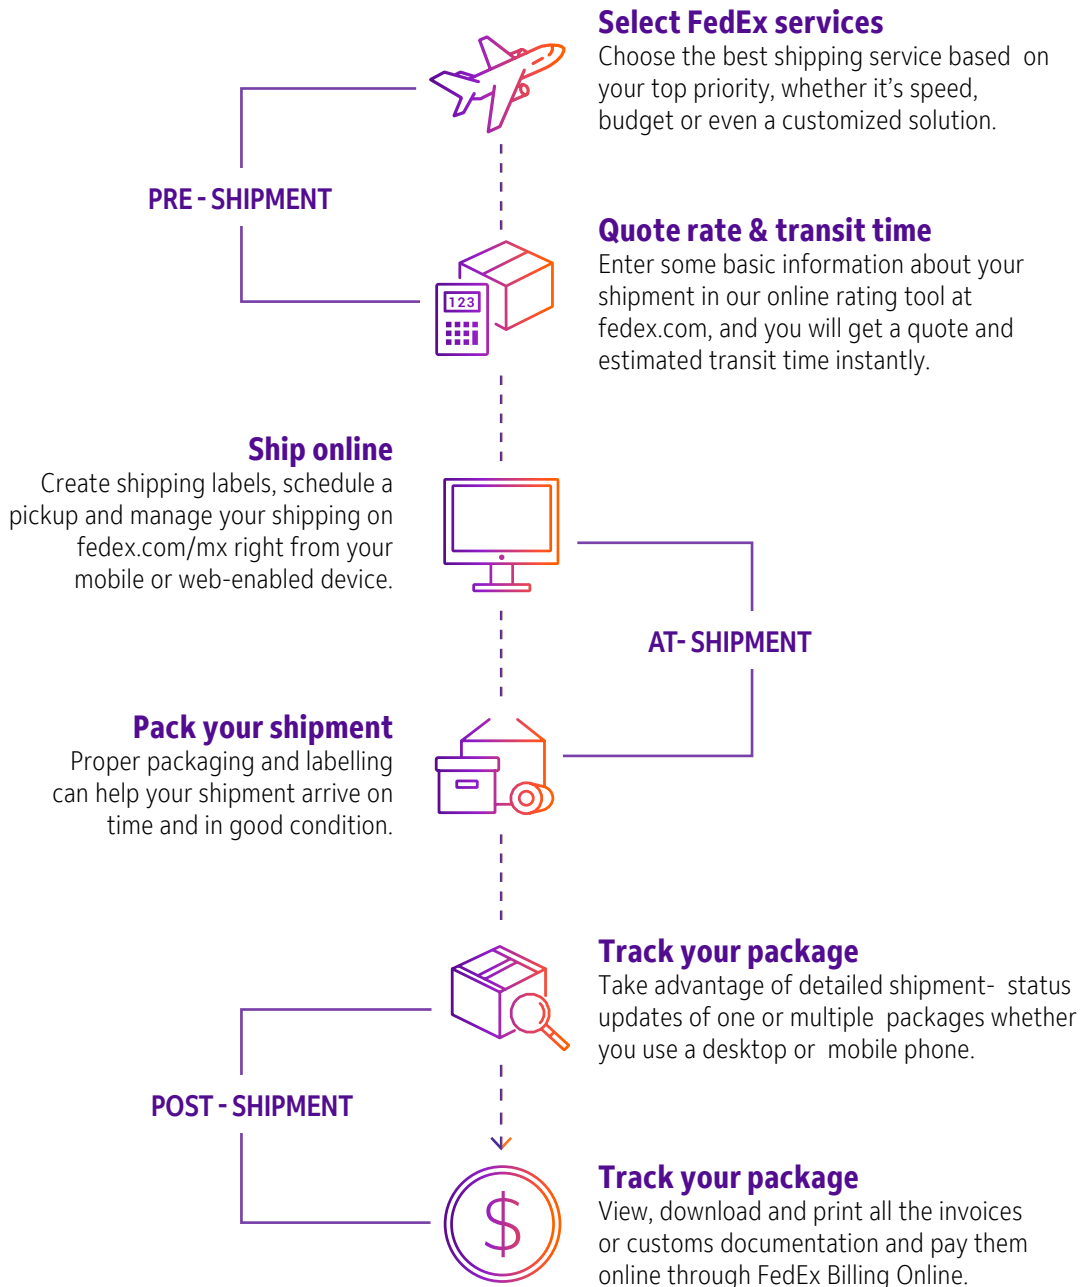 Select FedEx services
Choose the best shipping service based on
your top priority, whether it's speed,
budget or even a customized solution.
PRE - SHIPMENT
Quote rate & transit time
Enter some basic information about your
shipment in our online rating tool at
fedex.com, and you will get a quote and
estimated transit time instantly.
123
Ship online
Create shipping labels, schedule a
pickup and manage your shipping on
fedex.com/mx right from your
mobile or web-enabled device.
AT- SHIPMENT
Pack your shipment
Proper packaging and labelling
can help your shipment arrive on
time and in good condition.
Track your package
Take advantage of detailed shipment- status
updates of one or multiple packages whether
you use a desktop or mobile phone.
POST - SHIPMENT
Track your package
View, download and print all the invoices
or customs documentation and pay them
online through FedEx Billing Online.
$